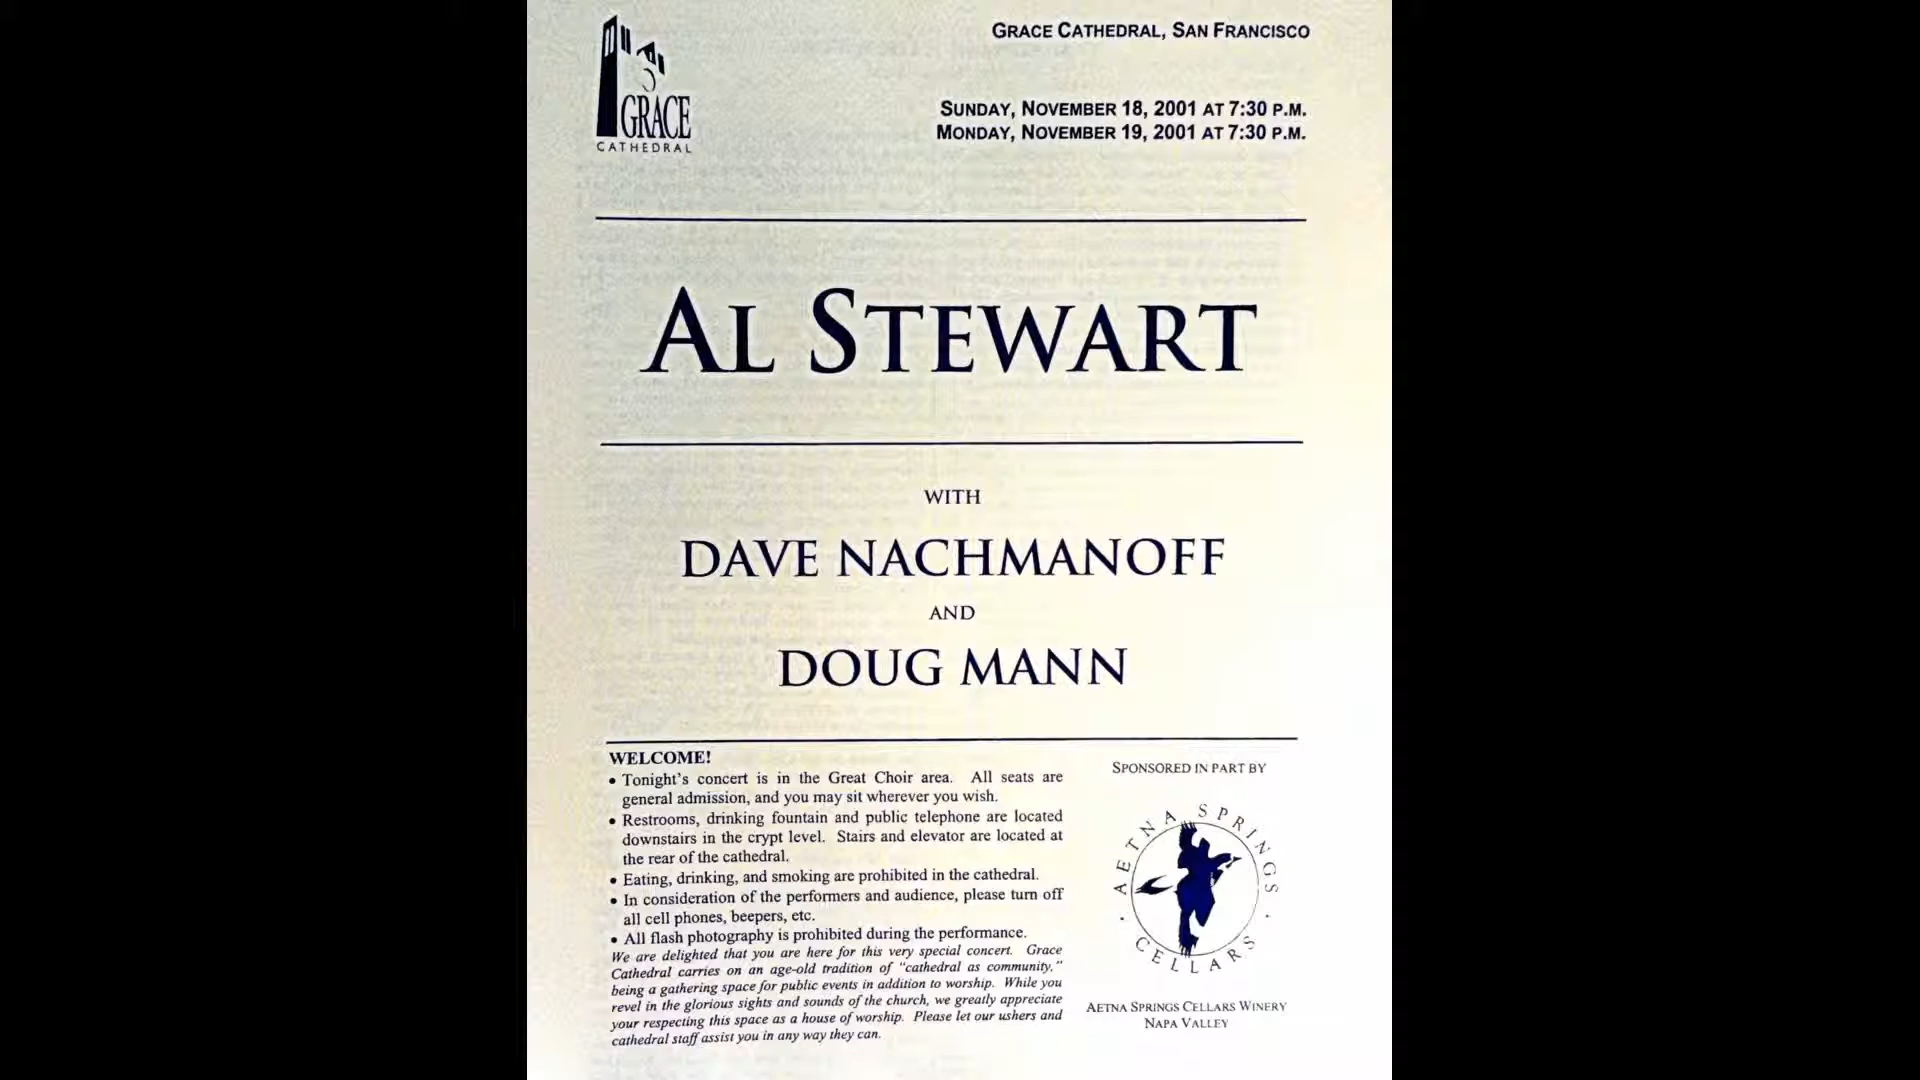 GRACE CATHEDRAL, SAN FRANCISCO
GRACE
CATHEDRAL
SUNDAY, NOVEMBER 18, 2001 AT 7:30 P.M.
MONDAY, NOVEMBER 19, 2001 AT 7:30 P.M.
AL STEWART
WITH
DAVE NACHMANOFF
AND
DOUG MANN
WELCOME!
• Tonight's concert is in the Great Choir area. All seats are
general admission, and you may sit wherever you wish.
• Restrooms, drinking fountain and public telephone are located
downstairs in the crypt level. Stairs and elevator are located at
the rear of the cathedral.
• Eating, drinking, and smoking are prohibited in the cathedral.
• In consideration of the performers and audience, please turn off
all cell phones, beepers, etc.
• All flash photography is prohibited during the performance.
We are delighted that you are here for this very special concert. Grace
Cathedral carries on an age-old tradition of "cathedral as community,"
being a gathering space for public events in addition to worship. While you
revel in the glorious sights and sounds of the church, we greatly appreciate
your respecting this space as a house of worship. Please let our ushers and
cathedral staff assist you in any way they can.
SPONSORED IN PART BY
AETNA SPRINGS
CELLARS
AETNA SPRINGS CELLARS WINERY
NAPA VALLEY